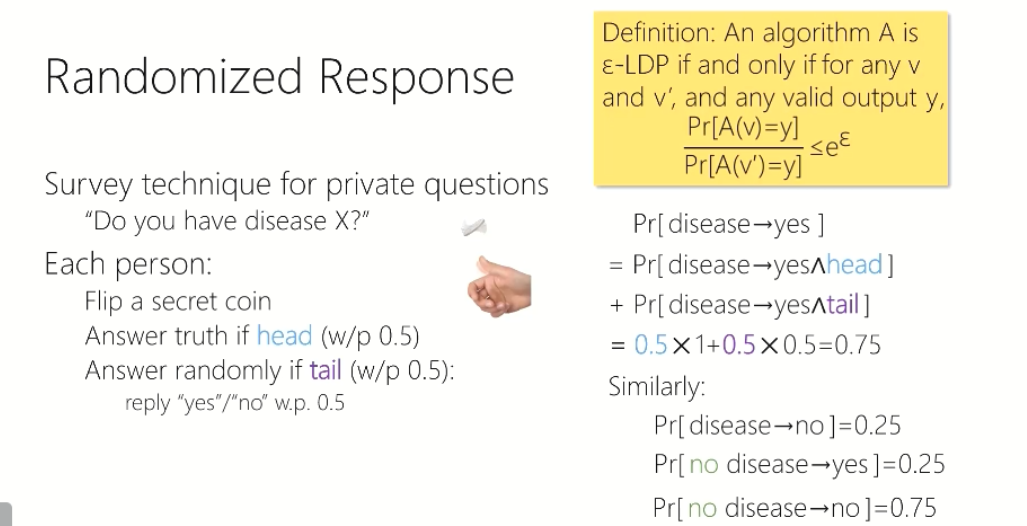 Randomized Response
Survey technique for private questions
“Do you have disease X?”
Each person:
Flip a secret coin
Answer truth if head (w/p 0.5)
Answer randomly if tail (w/p 0.5):
reply “yes”/“no” w.p. 0.5
Definition: An algorithm A is
ε-LDP if and only if for any v
and v′, and any valid output y,
Pr[A(v)=y]
Pr[A(v′)=y]
≤eε
Pr[ disease→yes ]
= Pr[ disease→yes∧head ]
+ Pr[ disease→yes∧tail ]
= 0.5×1+0.5×0.5=0.75
Similarly:
Pr[ disease→no ]=0.25
Pr[ no disease→yes ]=0.25
Pr[ no disease→no ]=0.75